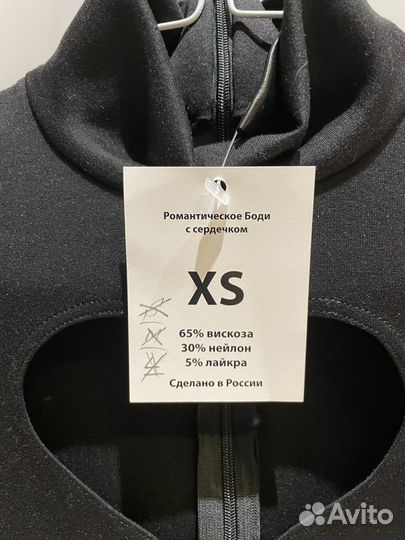 Романтическое Боди
с сердечком
XS
65% вискоза
30% нейлон
5% лайкра
Сделано в России
Avito